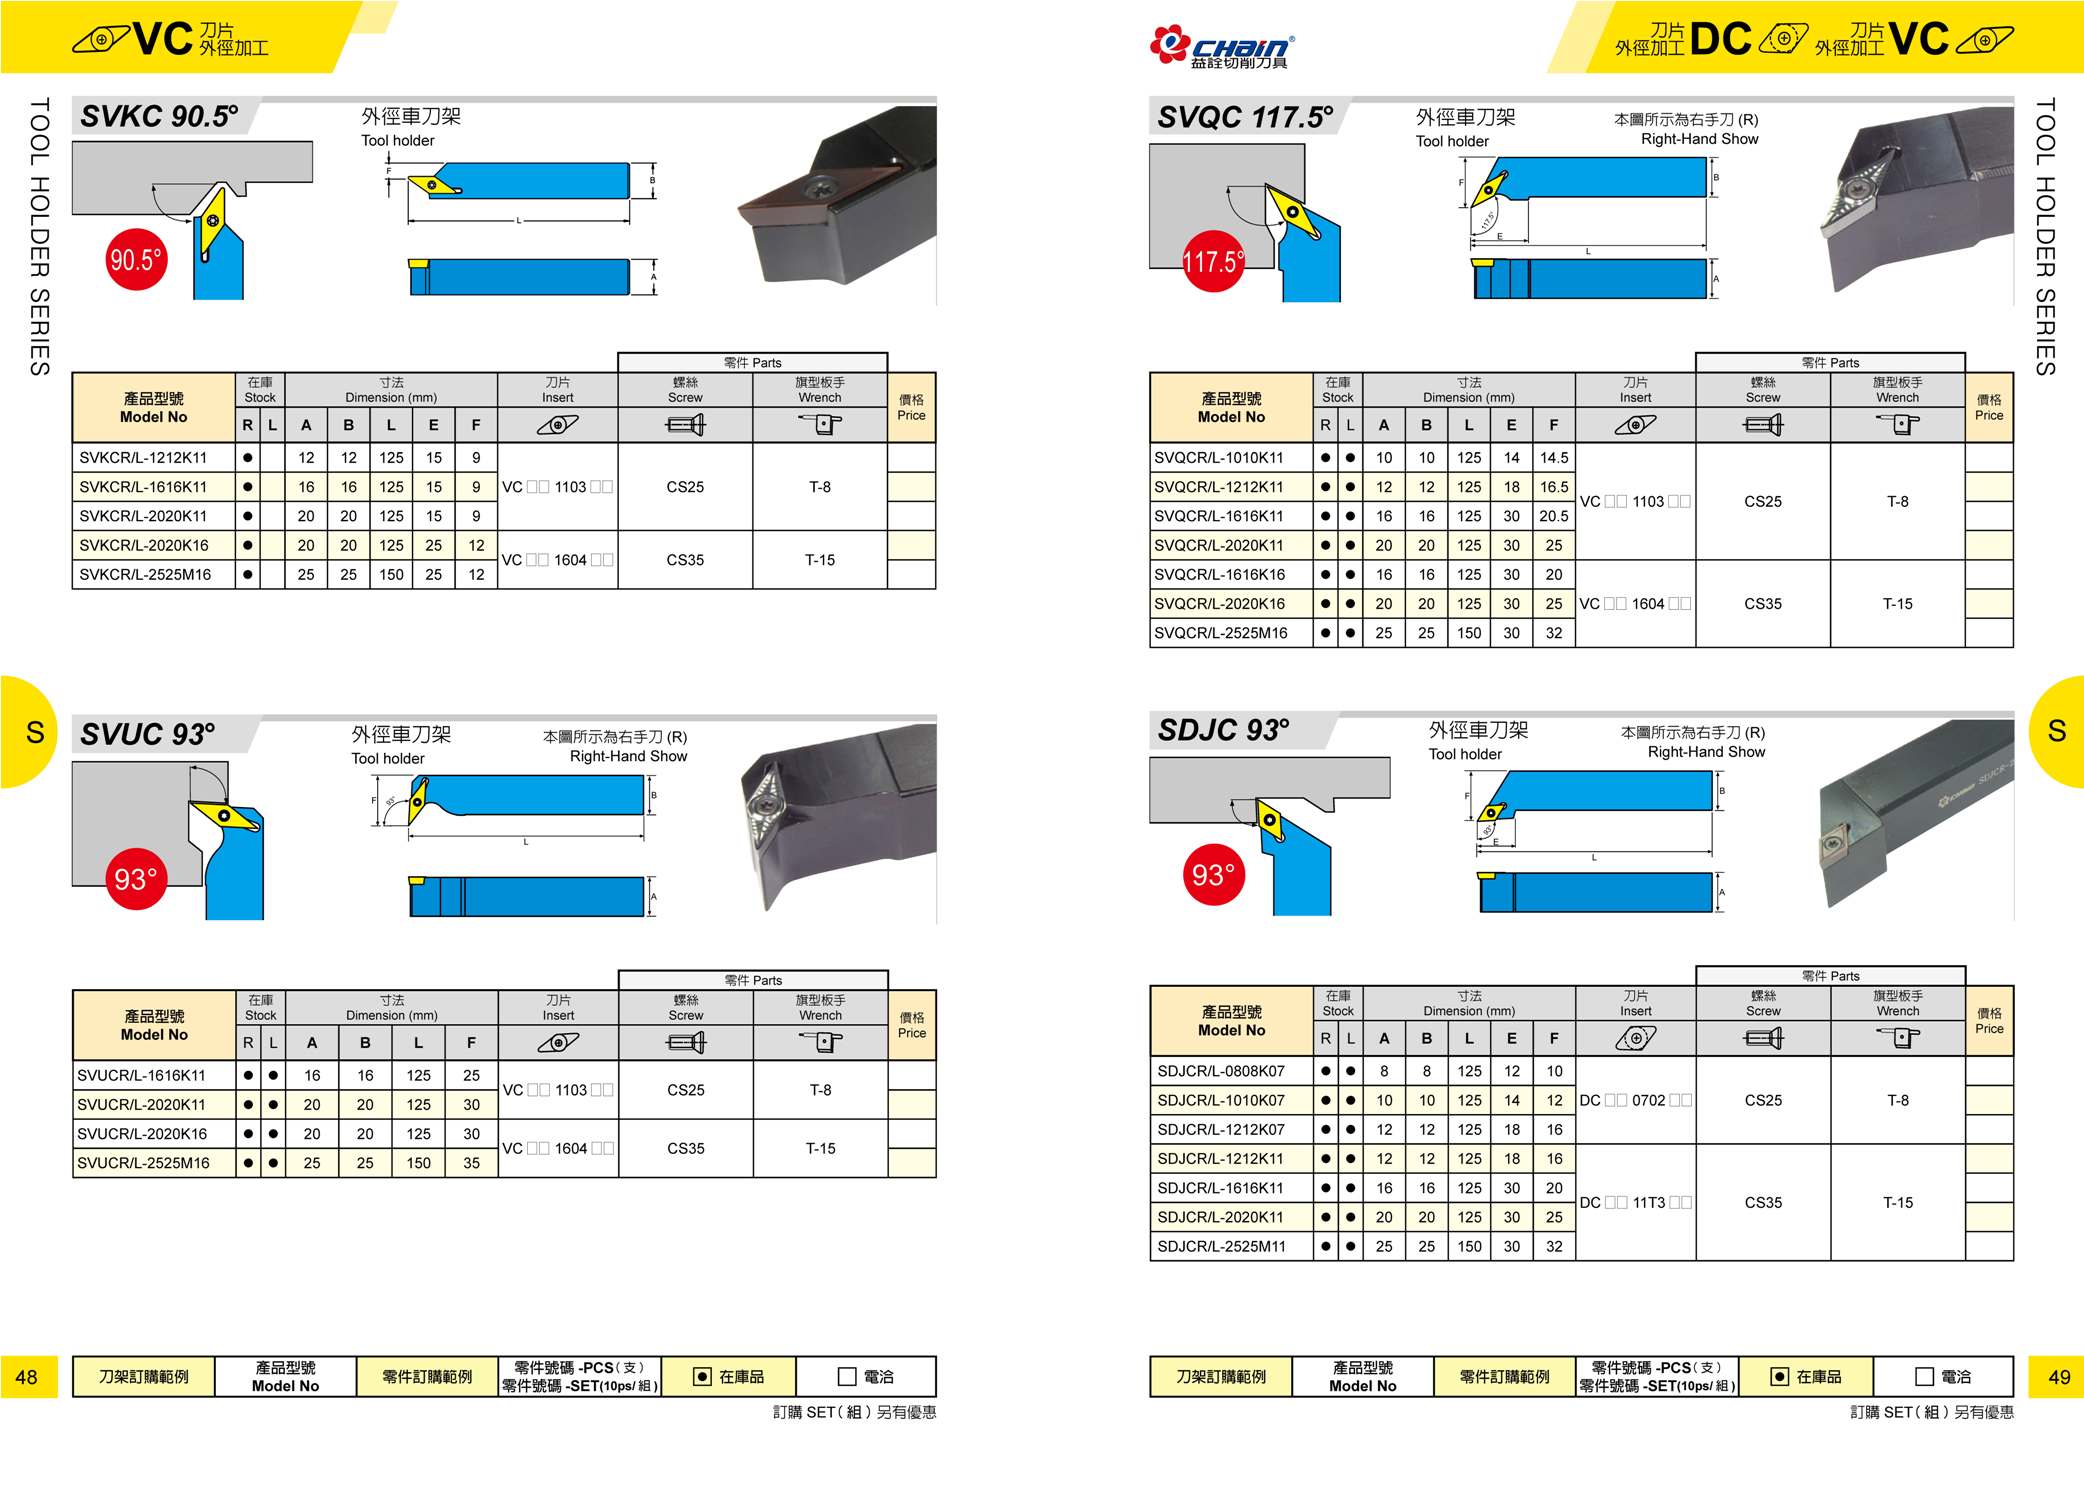 VC 刀片
外徑加工
TOOL HOLDER SERIES
SVKC 90.5°
外徑車刀架
Tool holder
90.5°
F
B
L
A
零件 Parts
產品型號 Model No
在庫 Stock
寸法 Dimension (mm)
刀片 Insert
螺絲 Screw
旗型板手 Wrench
價格 Price
R L A B L E F
SVKCR/L-1212K11 ● 12 12 125 15 9
SVKCR/L-1616K11 ● 16 16 125 15 9 VC □□ 1103 □□ CS25 T-8
SVKCR/L-2020K11 ● 20 20 125 15 9
SVKCR/L-2020K16 ● 20 20 125 25 12 VC □□ 1604 □□ CS35 T-15
SVKCR/L-2525M16 ● 25 25 150 25 12
S
SVUC 93°
外徑車刀架
Tool holder
本圖所示為右手刀 (R)
Right-Hand Show
93°
F
93°
B
L
A
零件 Parts
產品型號 Model No
在庫 Stock
寸法 Dimension (mm)
刀片 Insert
螺絲 Screw
旗型板手 Wrench
價格 Price
R L A B L F
SVUCR/L-1616K11 ● ● 16 16 125 25 VC □□ 1103 □□ CS25 T-8
SVUCR/L-2020K11 ● ● 20 20 125 30
SVUCR/L-2020K16 ● ● 20 20 125 30 VC □□ 1604 □□ CS35 T-15
SVUCR/L-2525M16 ● ● 25 25 150 35
48
刀架訂購範例
產品型號
Model No
零件訂購範例
零件號碼 -PCS（支）
零件號碼 -SET(10ps/ 組 )
● 在庫品
□ 電洽
訂購 SET（組）另有優惠
CHAIN®
益詮切削刀具
刀片
外徑加工 DC
刀片
外徑加工 VC
TOOL HOLDER SERIES
SVQC 117.5°
外徑車刀架
Tool holder
本圖所示為右手刀 (R)
Right-Hand Show
117.5°
F
117.5°
B
E
L
A
零件 Parts
產品型號 Model No
在庫 Stock
寸法 Dimension (mm)
刀片 Insert
螺絲 Screw
旗型板手 Wrench
價格 Price
R L A B L E F
SVQCR/L-1010K11 ● ● 10 10 125 14 14.5
SVQCR/L-1212K11 ● ● 12 12 125 18 16.5 VC □□ 1103 □□ CS25 T-8
SVQCR/L-1616K11 ● ● 16 16 125 30 20.5
SVQCR/L-2020K11 ● ● 20 20 125 30 25
SVQCR/L-1616K16 ● ● 16 16 125 30 20
SVQCR/L-2020K16 ● ● 20 20 125 30 25 VC □□ 1604 □□ CS35 T-15
SVQCR/L-2525M16 ● ● 25 25 150 30 32
S
SDJC 93°
外徑車刀架
Tool holder
本圖所示為右手刀 (R)
Right-Hand Show
93°
F
93°
B
E
L
A
零件 Parts
產品型號 Model No
在庫 Stock
寸法 Dimension (mm)
刀片 Insert
螺絲 Screw
旗型板手 Wrench
價格 Price
R L A B L E F
SDJCR/L-0808K07 ● ● 8 8 125 12 10
SDJCR/L-1010K07 ● ● 10 10 125 14 12 DC □□ 0702 □□ CS25 T-8
SDJCR/L-1212K07 ● ● 12 12 125 18 16
SDJCR/L-1212K11 ● ● 12 12 125 18 16
SDJCR/L-1616K11 ● ● 16 16 125 30 20 DC □□ 11T3 □□ CS35 T-15
SDJCR/L-2020K11 ● ● 20 20 125 30 25
SDJCR/L-2525M11 ● ● 25 25 150 30 32
刀架訂購範例
產品型號
Model No
零件訂購範例
零件號碼 -PCS（支）
零件號碼 -SET(10ps/ 組 )
● 在庫品
□ 電洽
49
訂購 SET（組）另有優惠